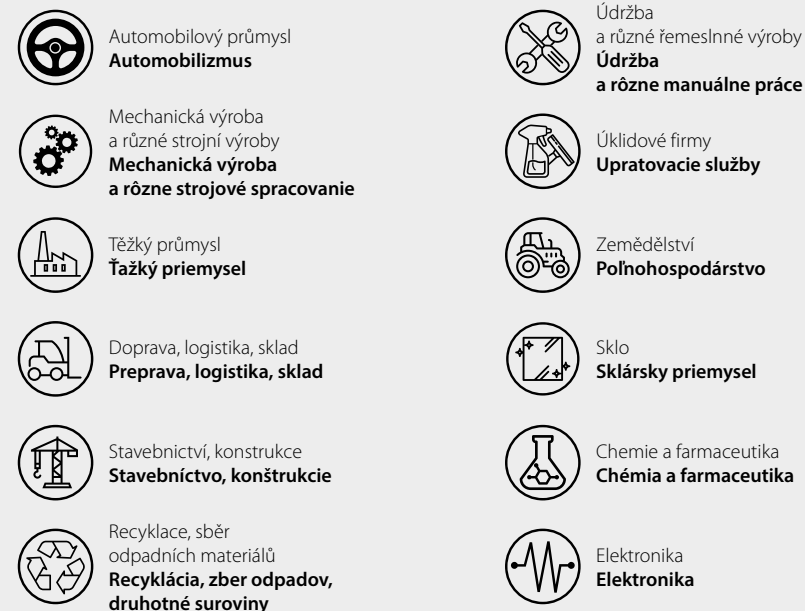 Automobilový průmysl
Automobilizmus
Mechanická výroba
a různé strojní výroby
Mechanická výroba
a rôzne strojové spracovanie
Těžký průmysl
Ťažký priemysel
Doprava, logistika, sklad
Preprava, logistika, sklad
Stavebnictví, konstrukce
Stavebníctvo, konštrukcie
Recyklace, sběr
odpadních materiálů
Recyklácia, zber odpadov,
druhotné suroviny
Údržba
a různé řemeslnné výroby
Údržba
a rôzne manuálne práce
Úklidové firmy
Upratovacie služby
Zemědělství
Poľnohospodárstvo
Sklo
Sklársky priemysel
Chemie a farmaceutika
Chémia a farmaceutika
Elektronika
Elektronika